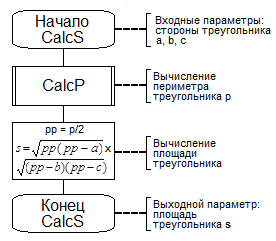 Начало
CalcS
Входные параметры:
стороны треугольника
a, b, c
CalcP
Вычисление
периметра
треугольника p
pp = p/2
s=√pp(pp−a) x
√(pp−b)(pp−c)
Вычисление
площади
треугольника
Конец
CalcS
Выходной параметр:
площадь
треугольника s